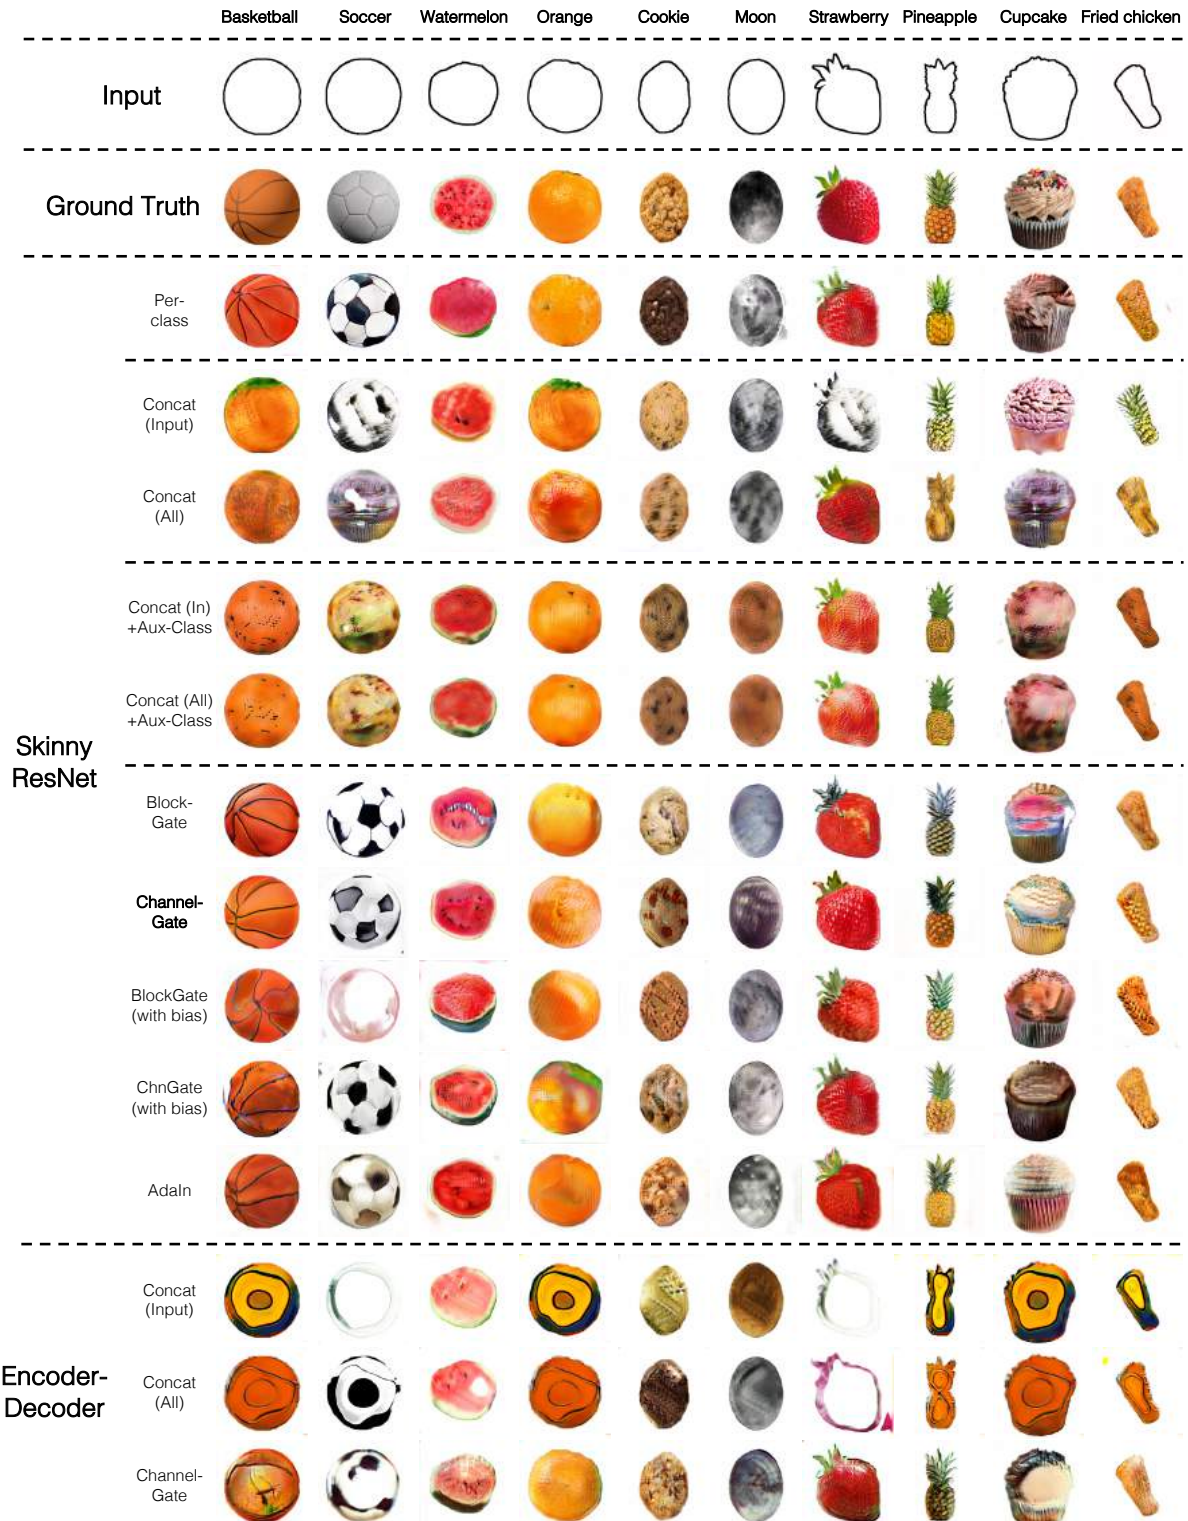 Basketball Soccer Watermelon Orange Cookie Moon Strawberry Pineapple Cupcake Fried chicken
Input
Ground Truth
Per-
class
Concat
(Input)
Concat
(All)
Concat (In)
+Aux-Class
Concat (All)
+Aux-Class
Skinny
ResNet
Block-
Gate
Channel-
Gate
BlockGate
(with bias)
ChnGate
(with bias)
AdaIn
Concat
(Input)
Encoder-
Decoder
Concat
(All)
Channel-
Gate